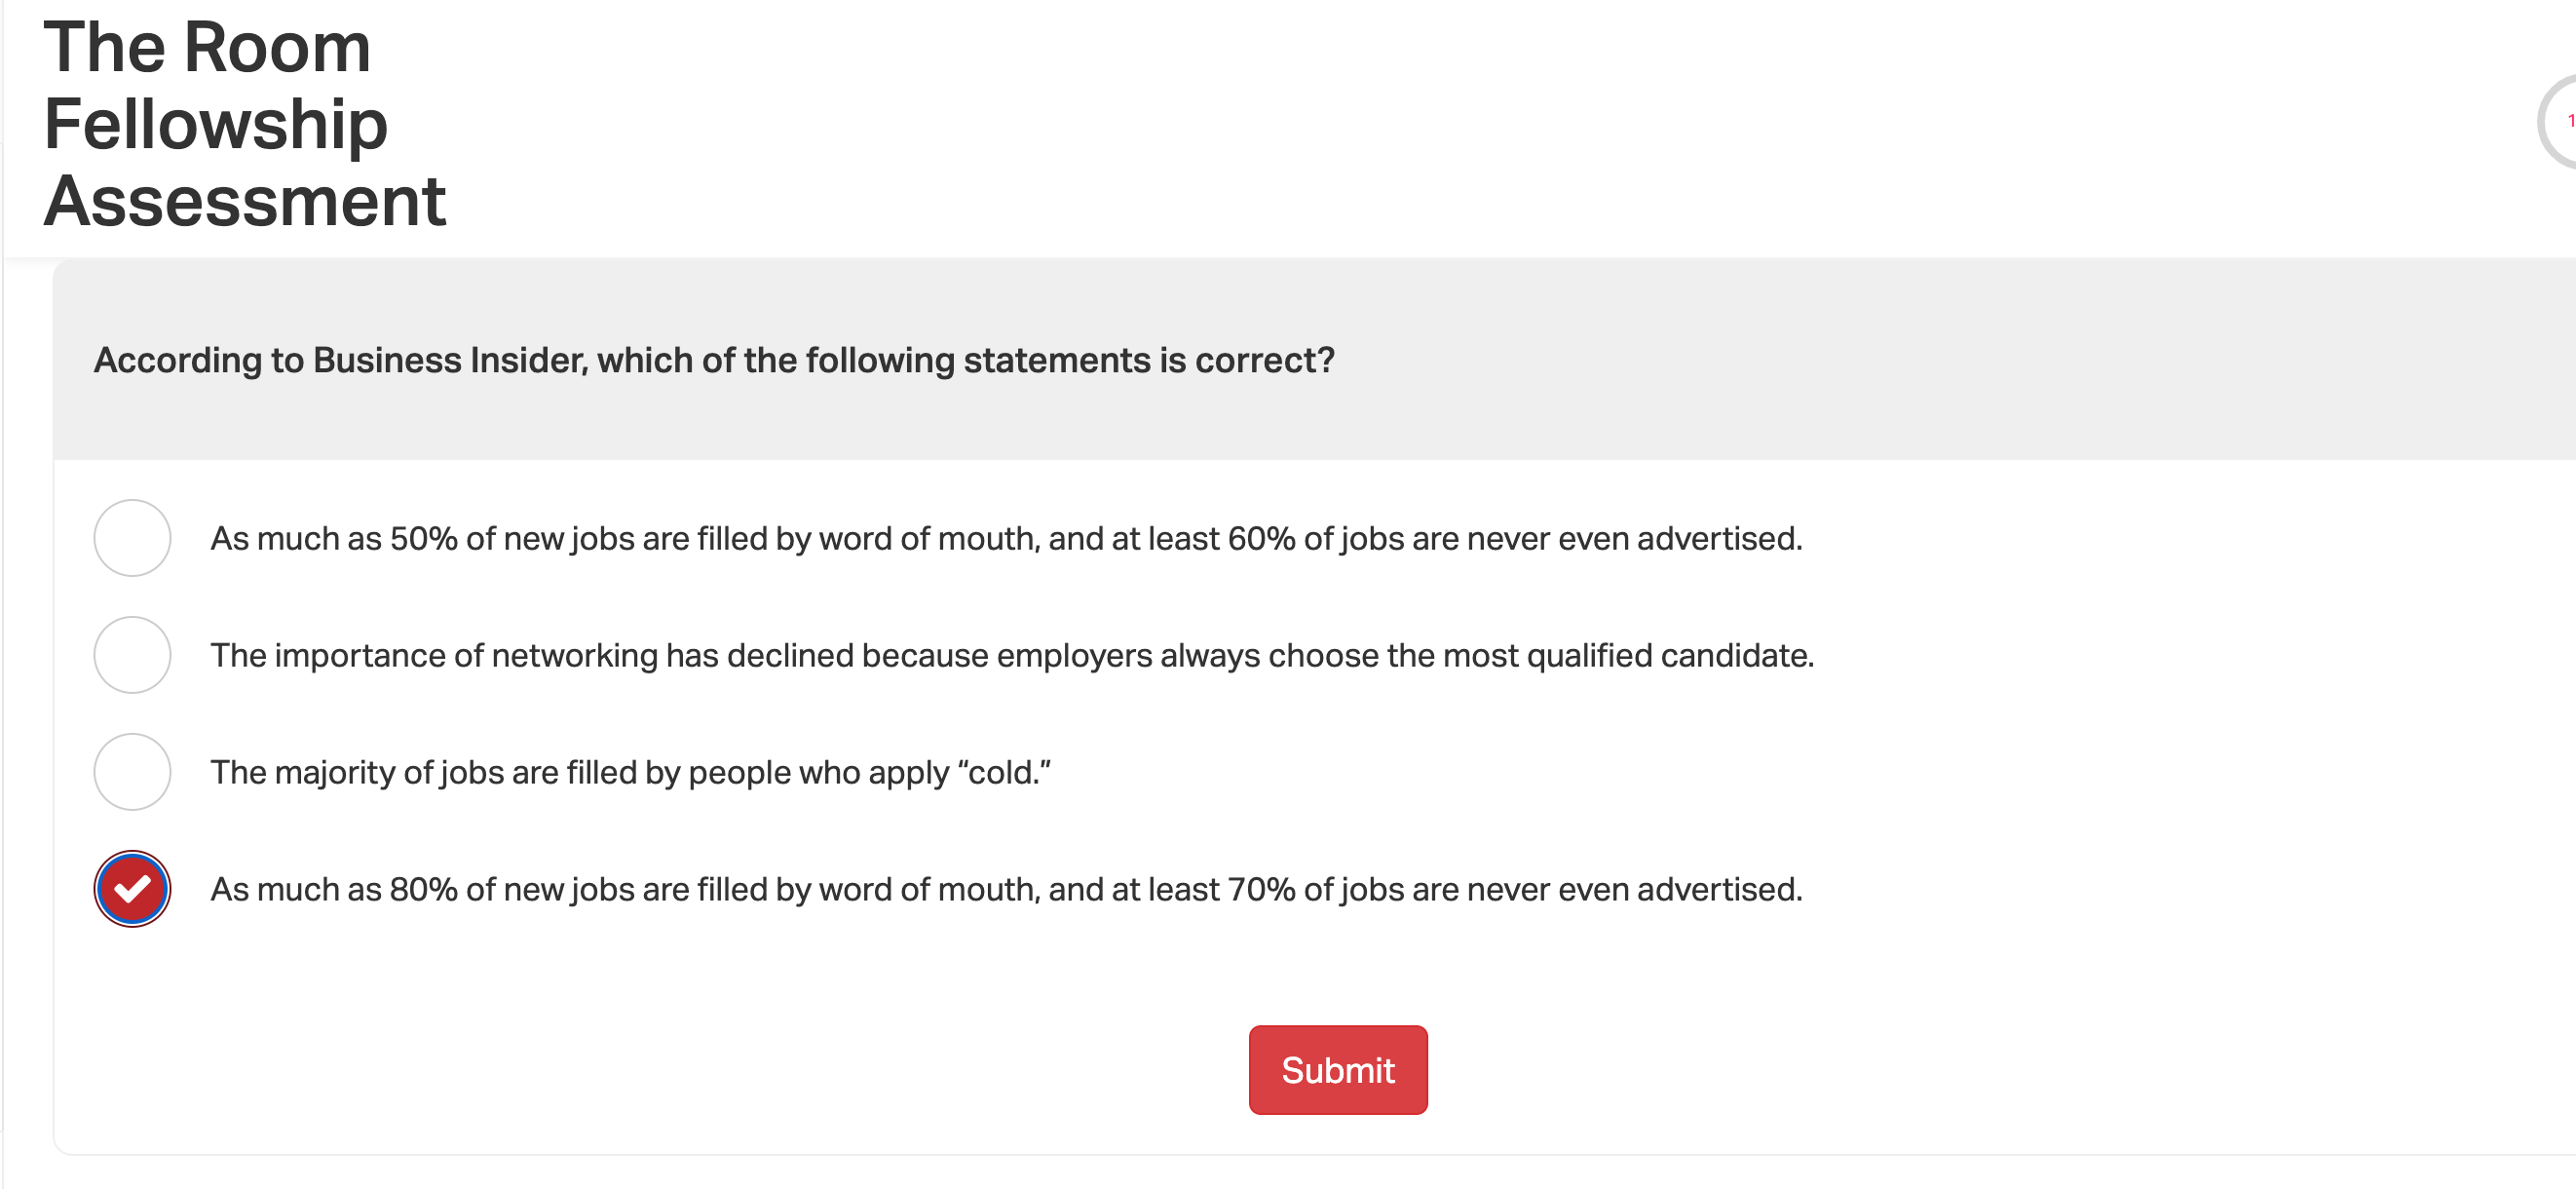 The Room
Fellowship
Assessment
1
According to Business Insider, which of the following statements is correct?
As much as 50% of new jobs are filled by word of mouth, and at least 60% of jobs are never even advertised.
The importance of networking has declined because employers always choose the most qualified candidate.
The majority of jobs are filled by people who apply “cold.”
As much as 80% of new jobs are filled by word of mouth, and at least 70% of jobs are never even advertised.
Submit